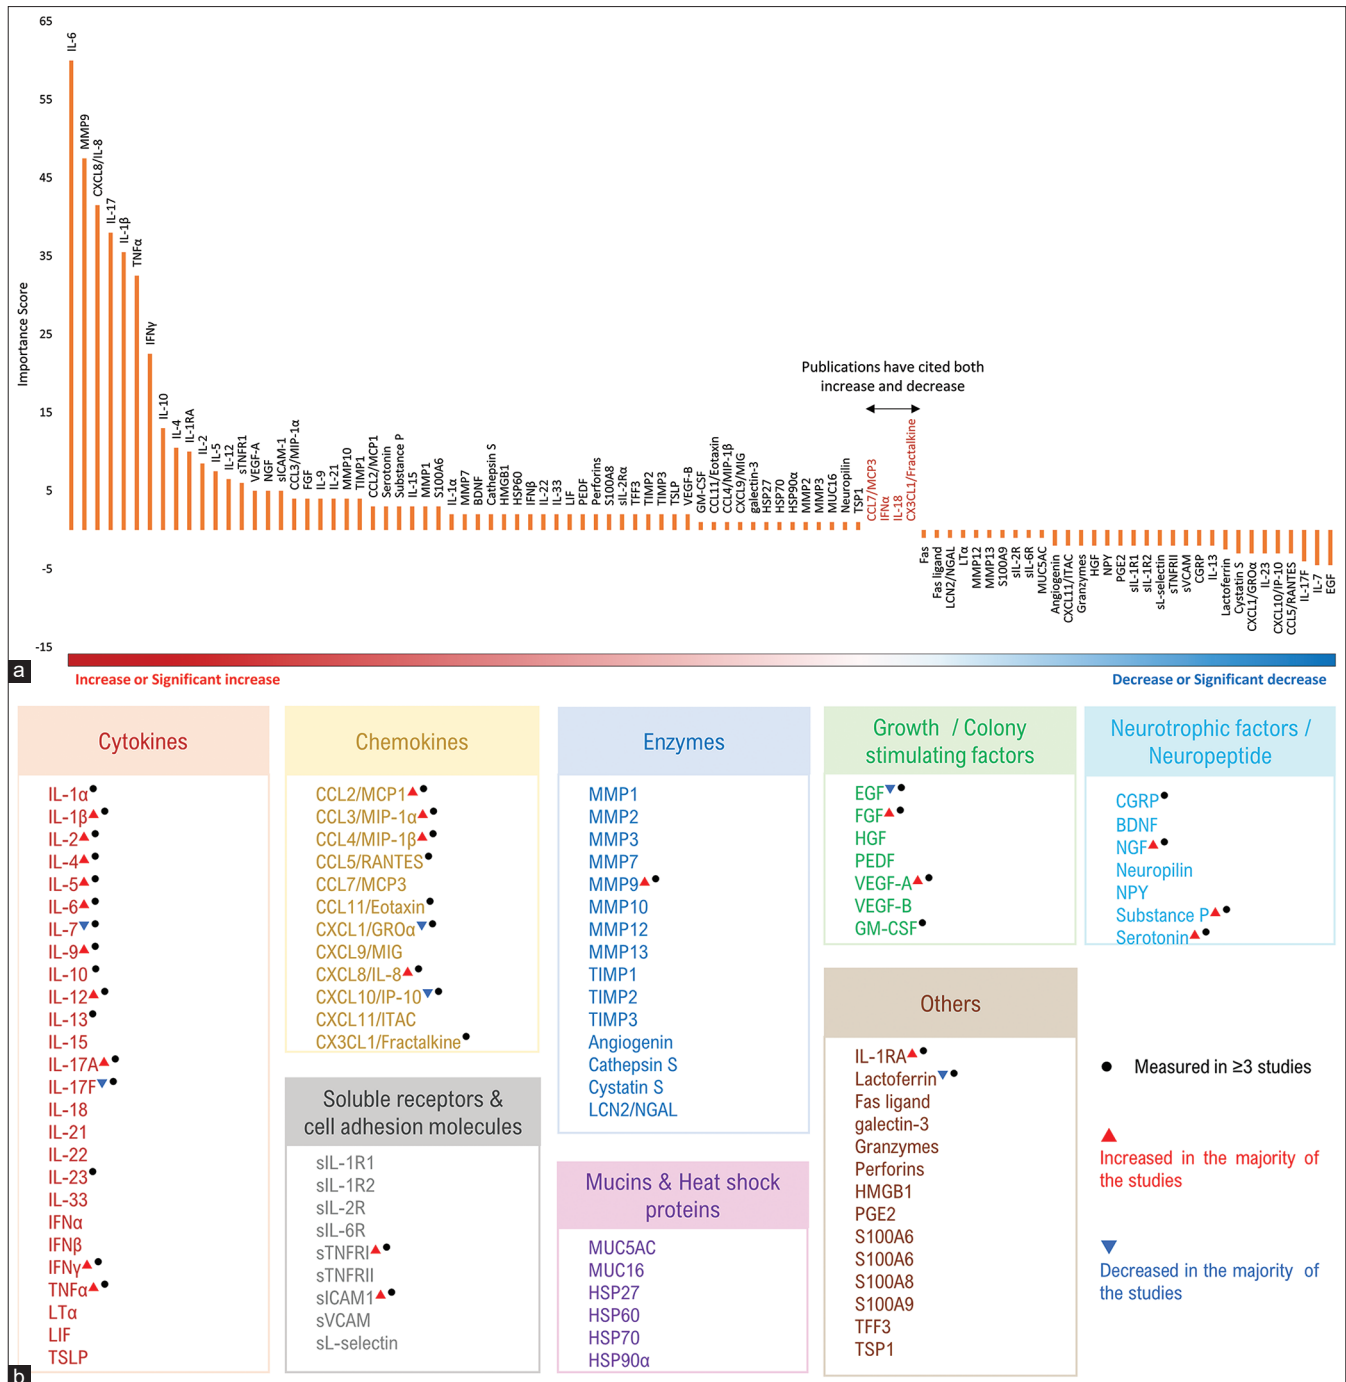 65
55
45
35
25
15
5
-5
-15
Importance Score
IL-6
MMP9
CXCL8/IL-8
IL-17
IL-1β
TNFα
IFNγ
IL-10
IL-4
IL-1RA
IL-2
IL-5
IL-12
sTNFR1
VEGF-A
NGF
sICAM-1
CCL3/MIP-1α
FGF
IL-9
IL-21
MMP10
TIMP1
CCL2/MCP1
Serotonin
Substance P
IL-15
MMP1
S100A6
IL-1α
MMP7
BDNF
Cathepsin S
HMGB1
HSP60
IFNβ
IL-22
IL-33
LIF
PEDF
Perforins
S100A8
sIL-2Rα
TFF3
TIMP2
TIMP3
TSLP
VEGF-B
GM-CSF
CCL11/Eotaxin
CCL4/MIP-1β
CXCL9/MIG
galectin-3
HSP27
HSP70
HSP90α
MMP2
MMP3
MUC16
Neuropilin
TSP1
Publications have cited both
increase and decrease
CCL7/MCP3
IFNα
IL-18
CX3CL1/Fractalkine
Fas
Fas ligand
LCN2/NGAL
LTα
MMP12
MMP13
S100A9
sIL-2R
sIL-6R
MUC5AC
Angiogenin
CXCL11/ITAC
Granzymes
HGF
NPY
PGE2
sIL-1R1
sIL-1R2
sL-selectin
sTNFRII
sVCAM
CGRP
IL-13
Lactoferrin
Cystatin S
CXCL1/GROα
IL-23
CXCL10/IP-10
CCL5/RANTES
IL-17F
IL-7
EGF
a
Increase or Significant increase
Decrease or Significant decrease
Cytokines
IL-1α
IL-1β
IL-2
IL-4
IL-5
IL-6
IL-7
IL-9
IL-10
IL-12
IL-13
IL-15
IL-17A
IL-17F
IL-18
IL-21
IL-22
IL-23
IL-33
IFNα
IFNβ
IFNγ
TNFα
LTα
LIF
TSLP
Chemokines
CCL2/MCP1
CCL3/MIP-1α
CCL4/MIP-1β
CCL5/RANTES
CCL7/MCP3
CCL11/Eotaxin
CXCL1/GROα
CXCL9/MIG
CXCL8/IL-8
CXCL10/IP-10
CXCL11/ITAC
CX3CL1/Fractalkine
Soluble receptors &
cell adhesion molecules
sIL-1R1
sIL-1R2
sIL-2R
sIL-6R
sTNFRI
sTNFRII
sICAM1
sVCAM
sL-selectin
Enzymes
MMP1
MMP2
MMP3
MMP7
MMP9
MMP10
MMP12
MMP13
TIMP1
TIMP2
TIMP3
Angiogenin
Cathepsin S
Cystatin S
LCN2/NGAL
Mucins & Heat shock
proteins
MUC5AC
MUC16
HSP27
HSP60
HSP70
HSP90α
Growth / Colony
stimulating factors
EGF
FGF
HGF
PEDF
VEGF-A
VEGF-B
GM-CSF
Others
IL-1RA
Lactoferrin
Fas ligand
galectin-3
Granzymes
Perforins
HMGB1
PGE2
S100A6
S100A6
S100A8
S100A9
TFF3
TSP1
Neurotrophic factors /
Neuropeptide
CGRP
BDNF
NGF
Neuropilin
NPY
Substance P
Serotonin
Measured in ≥3 studies
Increased in the majority of
the studies
Decreased in the majority of
the studies
b